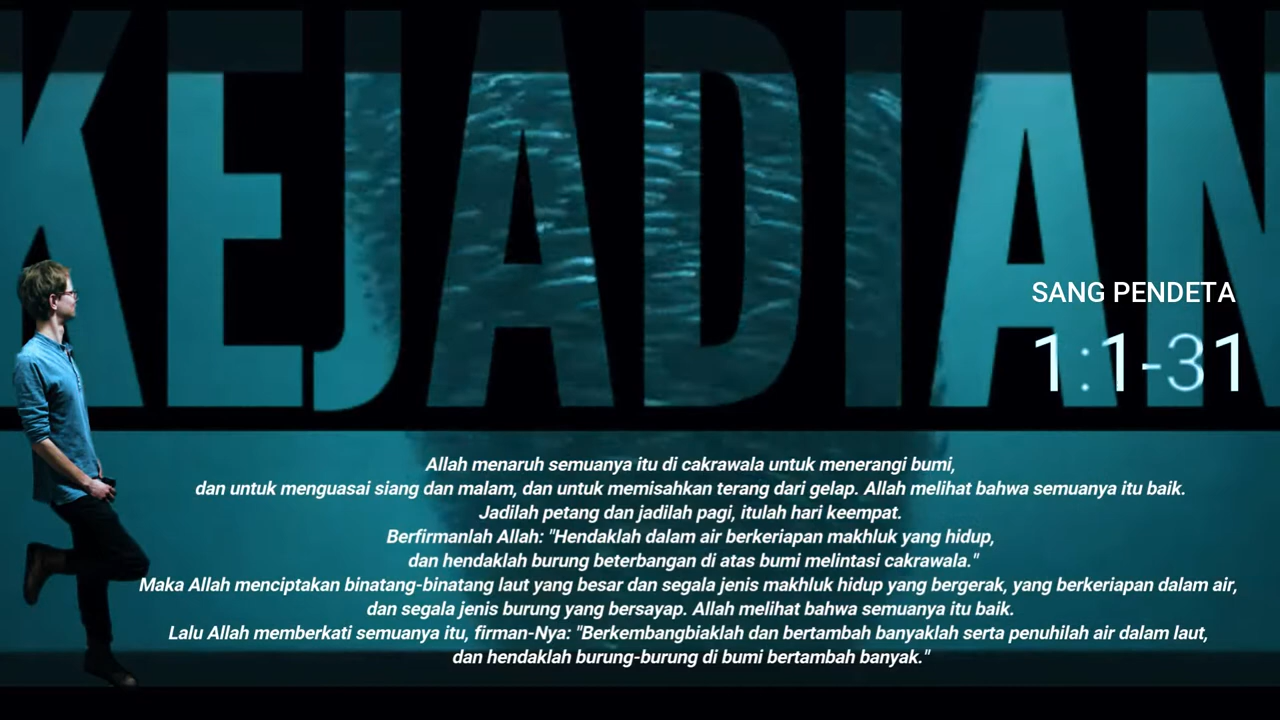 KEJADIAN
SANG PENDETA
1:1-31
Allah menaruh semuanya itu di cakrawala untuk menerangi bumi,
dan untuk menguasai siang dan malam, dan untuk memisahkan terang dari gelap. Allah melihat bahwa semuanya itu baik.
Jadilah petang dan jadilah pagi, itulah hari keempat.
Berfirmanlah Allah: "Hendaklah dalam air berkeriapan makhluk yang hidup,
dan hendaklah burung beterbangan di atas bumi melintasi cakrawala."
Maka Allah menciptakan binatang-binatang laut yang besar dan segala jenis makhluk hidup yang bergerak, yang berkeriapan dalam air,
dan segala jenis burung yang bersayap. Allah melihat bahwa semuanya itu baik.
Lalu Allah memberkati semuanya itu, firman-Nya: "Berkembangbiaklah dan bertambah banyaklah serta penuhilah air dalam laut,
dan hendaklah burung-burung di bumi bertambah banyak."